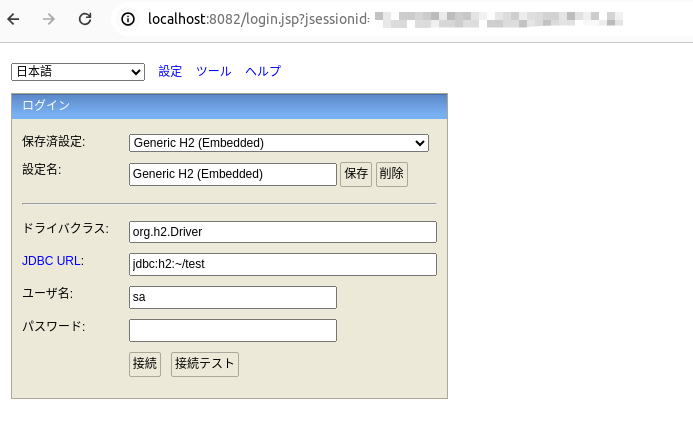 localhost:8082/login.jsp?jsessionid=
日本語 設定 ツール ヘルプ
ログイン
保存済設定: Generic H2 (Embedded)
設定名: Generic H2 (Embedded) 保存 削除
ドライバクラス: org.h2.Driver
JDBC URL: jdbc:h2:~/test
ユーザ名: sa
パスワード:
接続 接続テスト